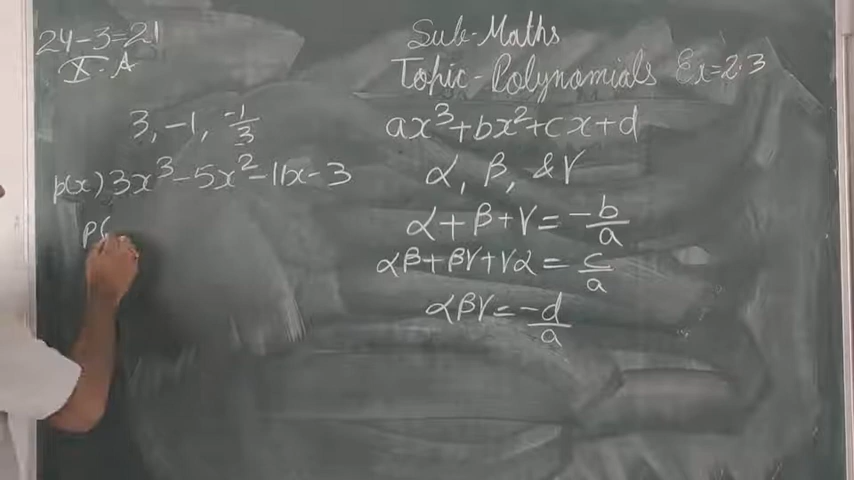 24-3=21
X-A
3, -1, -1/3
p(x) 3x³-5x²-11x-3
p(
Sub-Maths
Topic-Polynomials Ex=2.3
ax³+bx²+cx+d
α, β, & γ
α+β+γ=-b/a
αβ+βγ+γα=c/a
αβγ=-d/a